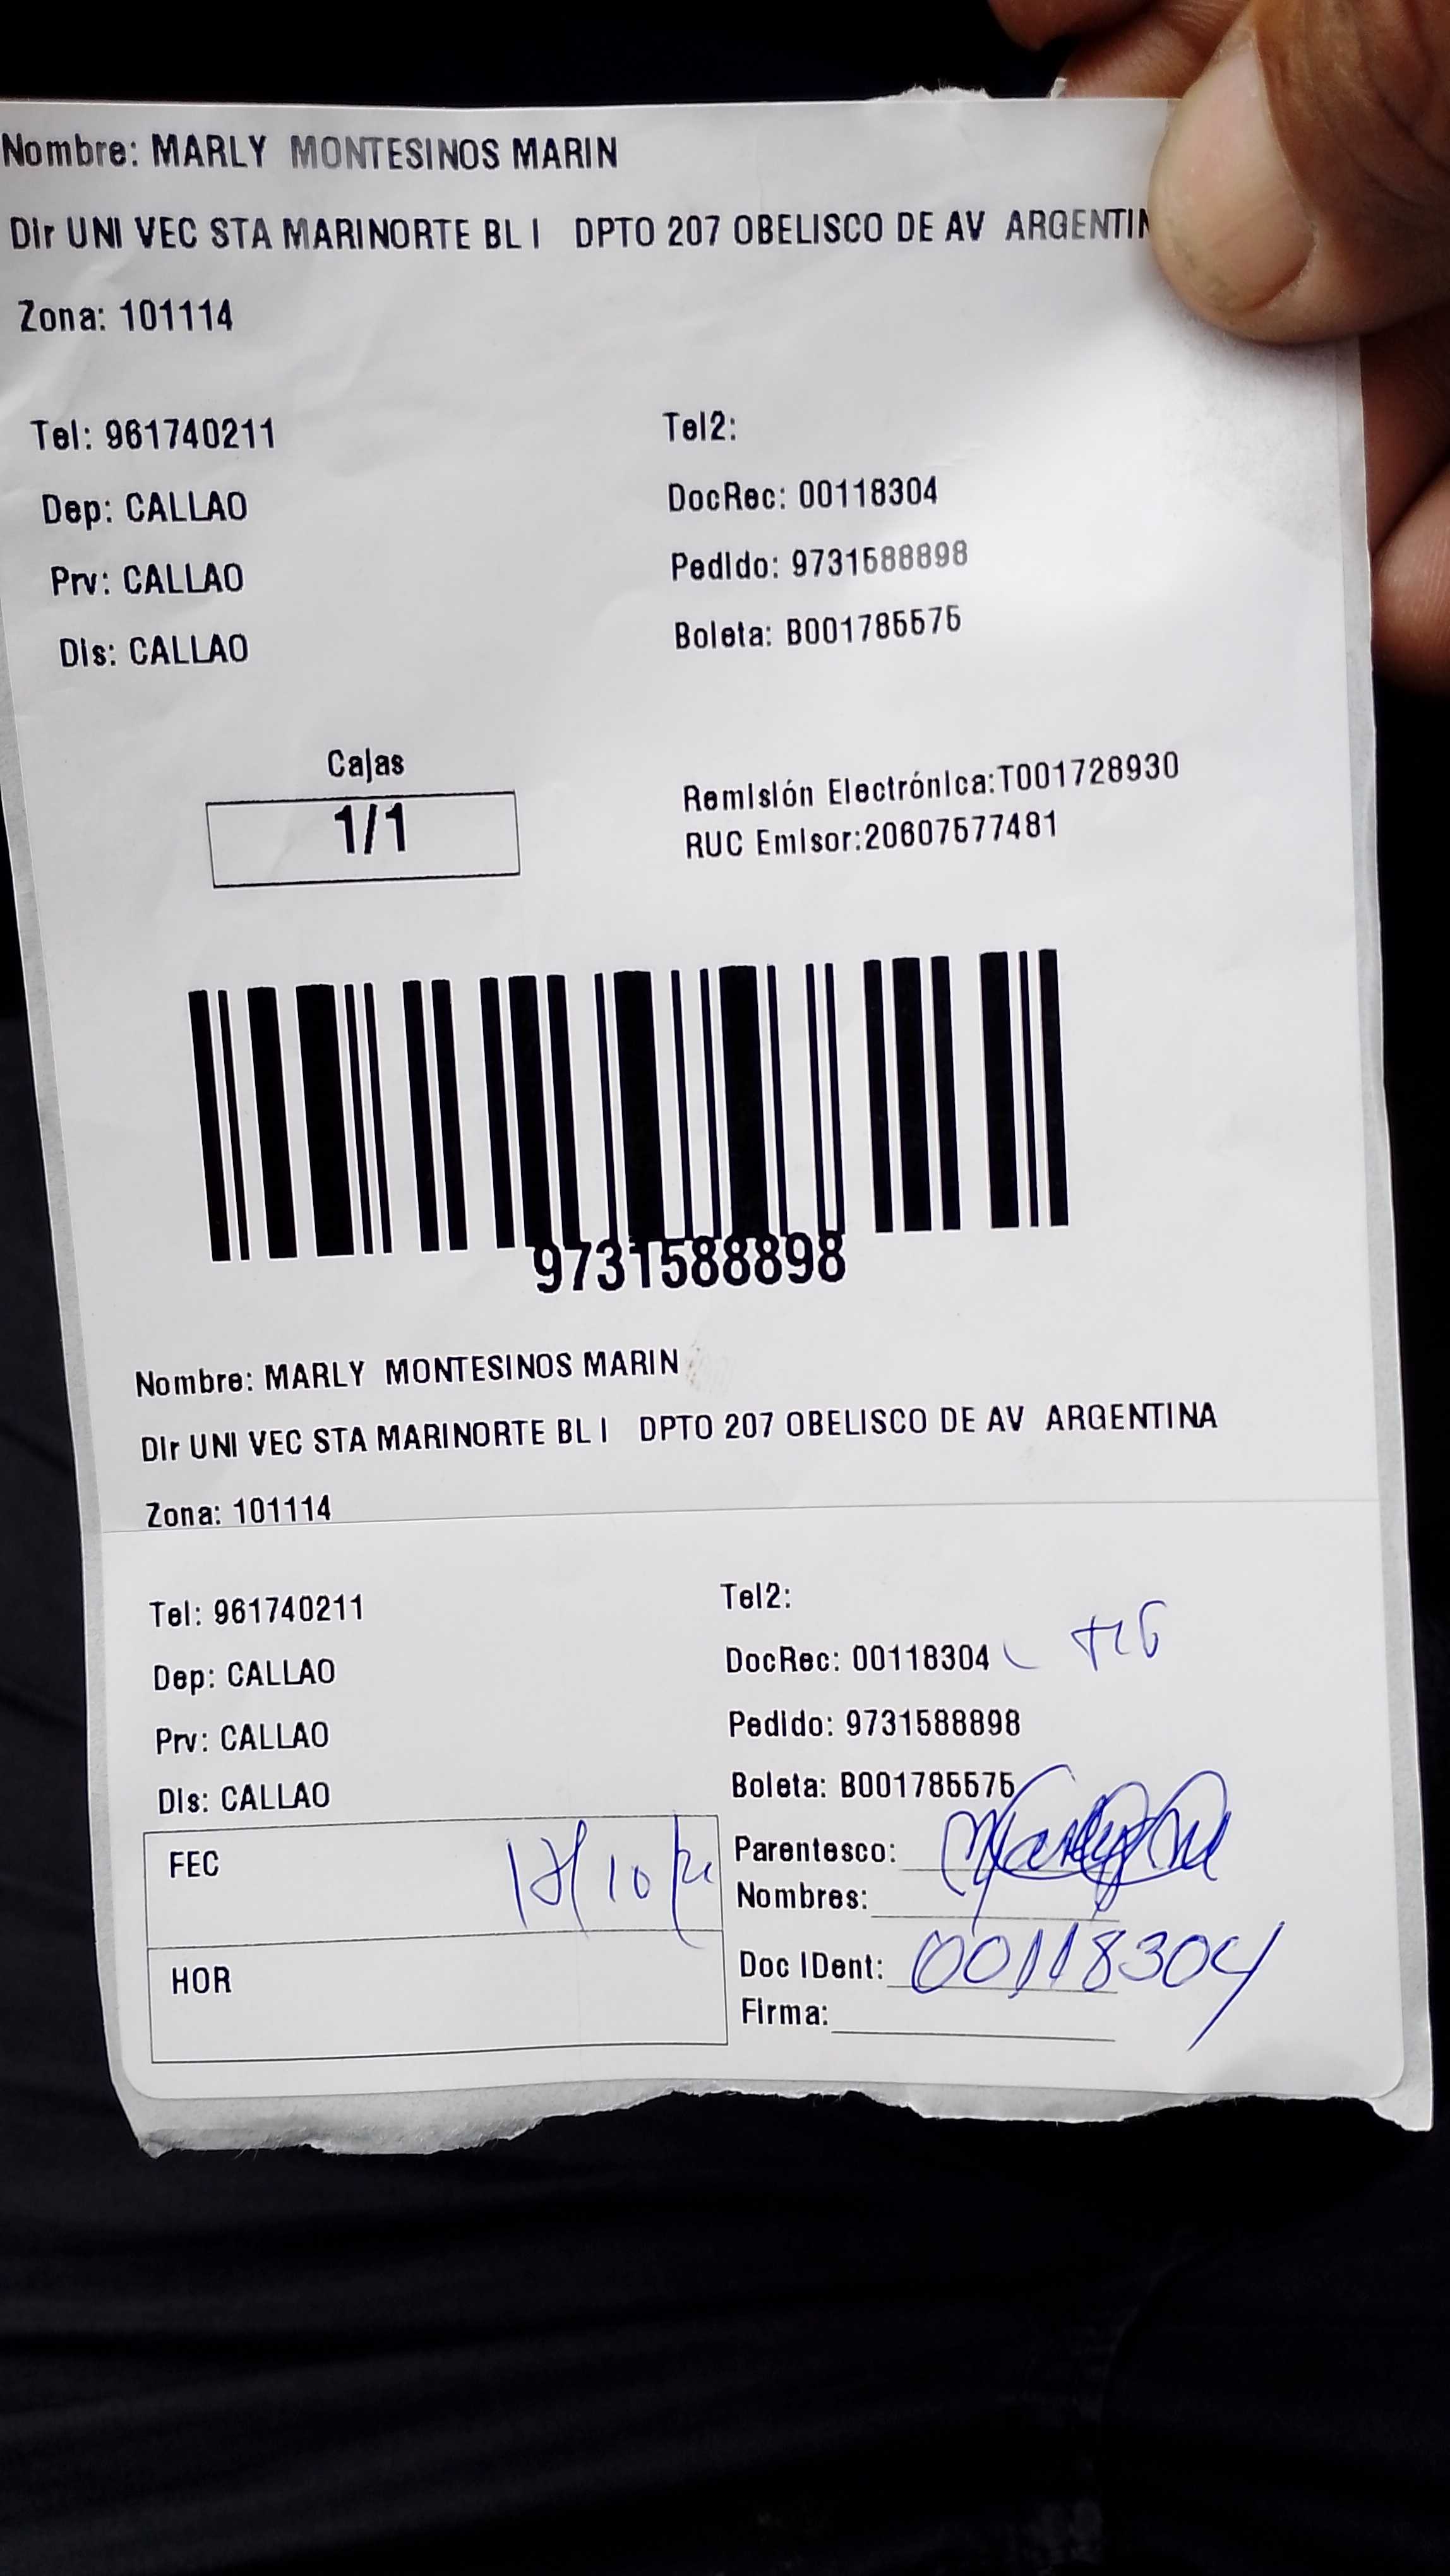 Nombre: MARLY MONTESINOS MARIN
Dir UNI VEC STA MARINORTE BL I DPTO 207 OBELISCO DE AV ARGENTIN
Zona: 101114
Tel: 961740211 Tel2:
Dep: CALLAO DocRec: 00118304
Prv: CALLAO Pedido: 9731588898
Dis: CALLAO Boleta: B001785575
Cajas
1/1
Remisión Electrónica:T001728930
RUC Emisor:20607577481
9731588898
Nombre: MARLY MONTESINOS MARIN
Dir UNI VEC STA MARINORTE BL I DPTO 207 OBELISCO DE AV ARGENTINA
Zona: 101114
Tel: 961740211 Tel2:
Dep: CALLAO DocRec: 00118304
Prv: CALLAO Pedido: 9731588898
Dis: CALLAO Boleta: B001785575
FEC
Parentesco:
Nombres:
HOR
Doc IDent: 00118304
Firma: